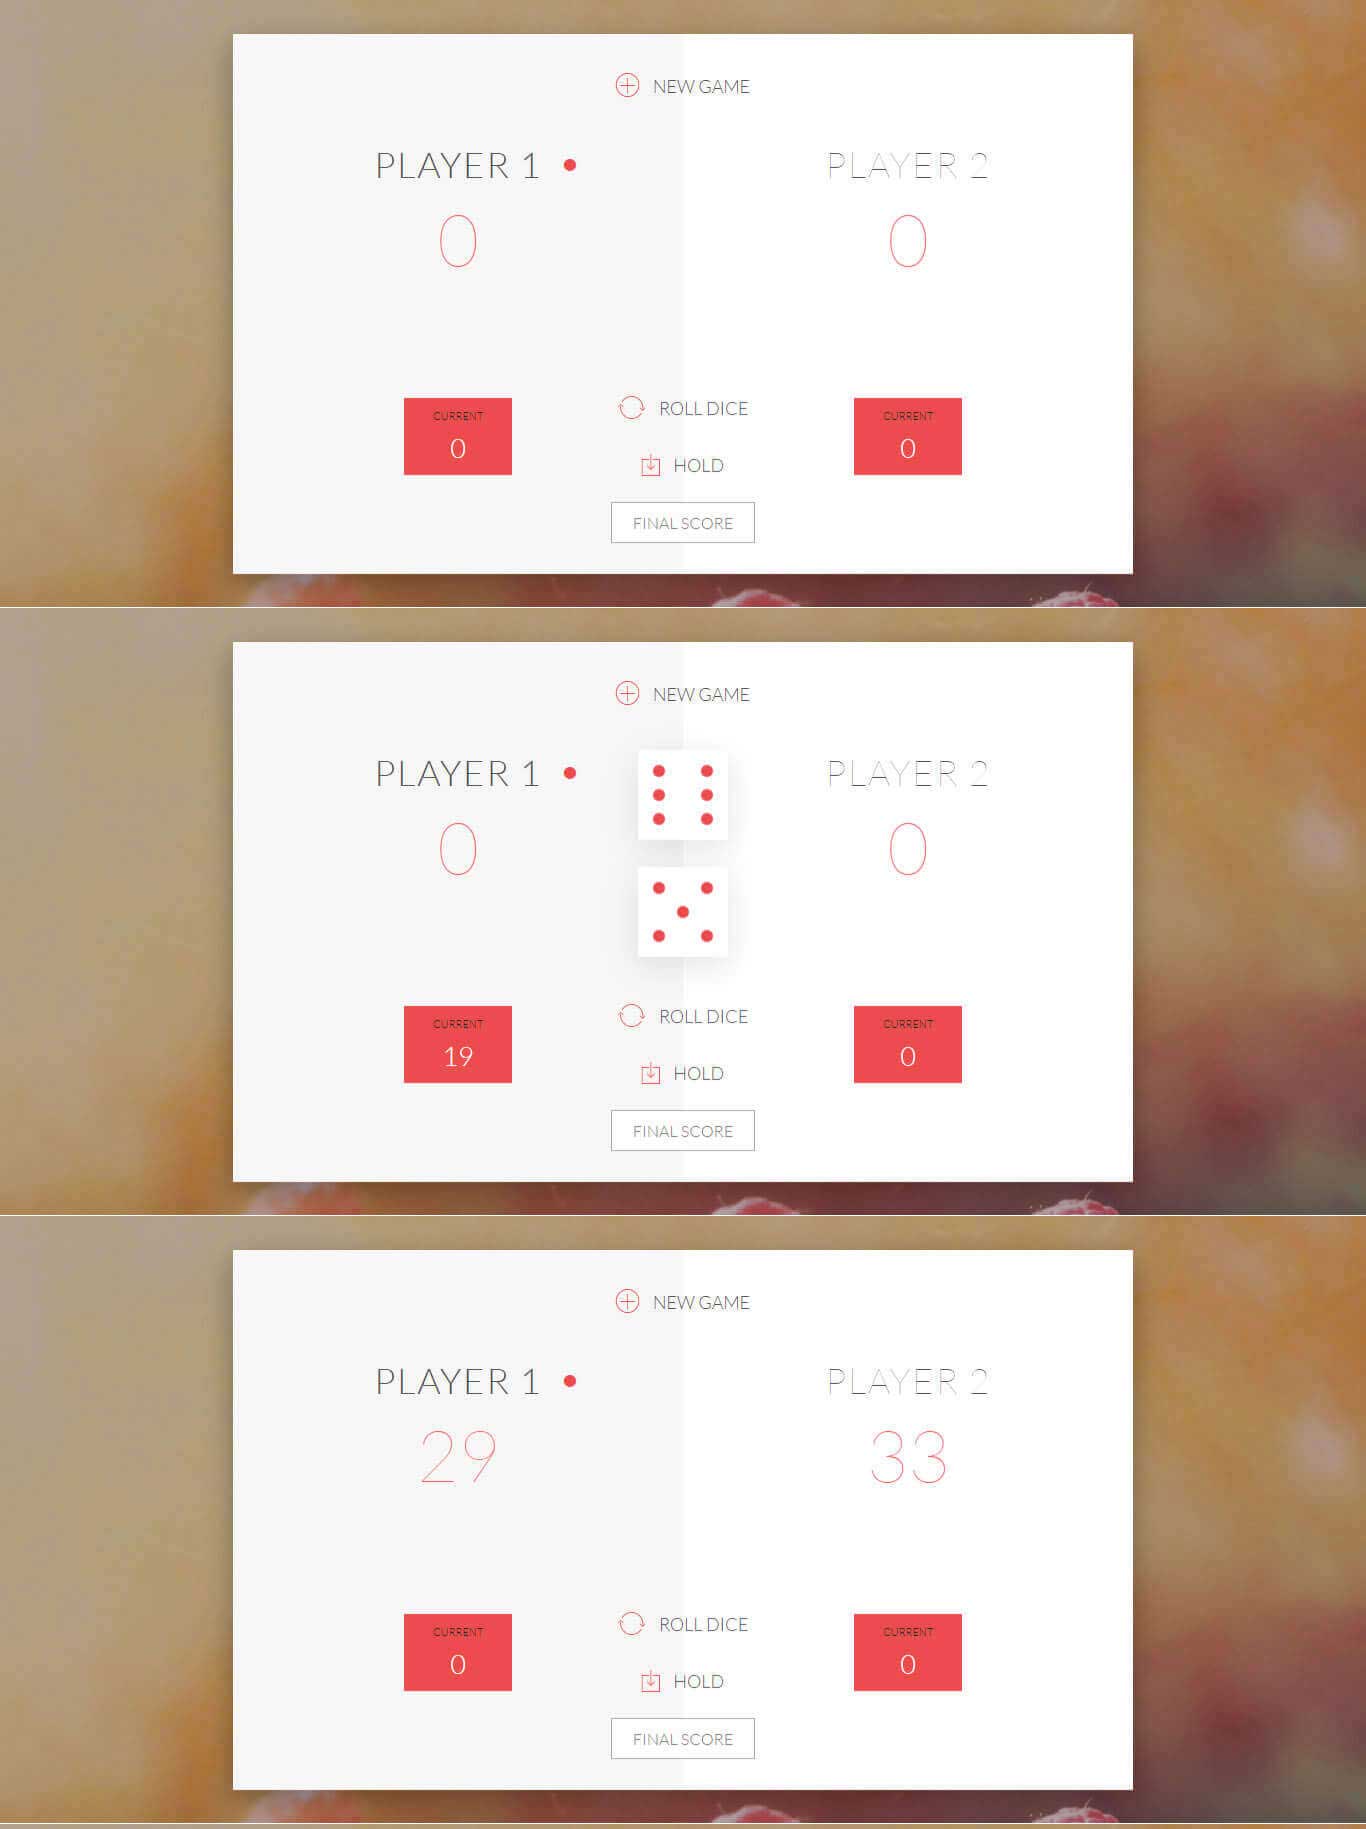 NEW GAME
PLAYER 1
PLAYER 2
0
0
CURRENT
0
ROLL DICE
HOLD
CURRENT
0
FINAL SCORE
NEW GAME
PLAYER 1
PLAYER 2
0
0
CURRENT
19
ROLL DICE
HOLD
CURRENT
0
FINAL SCORE
NEW GAME
PLAYER 1
PLAYER 2
29
33
CURRENT
0
ROLL DICE
HOLD
CURRENT
0
FINAL SCORE